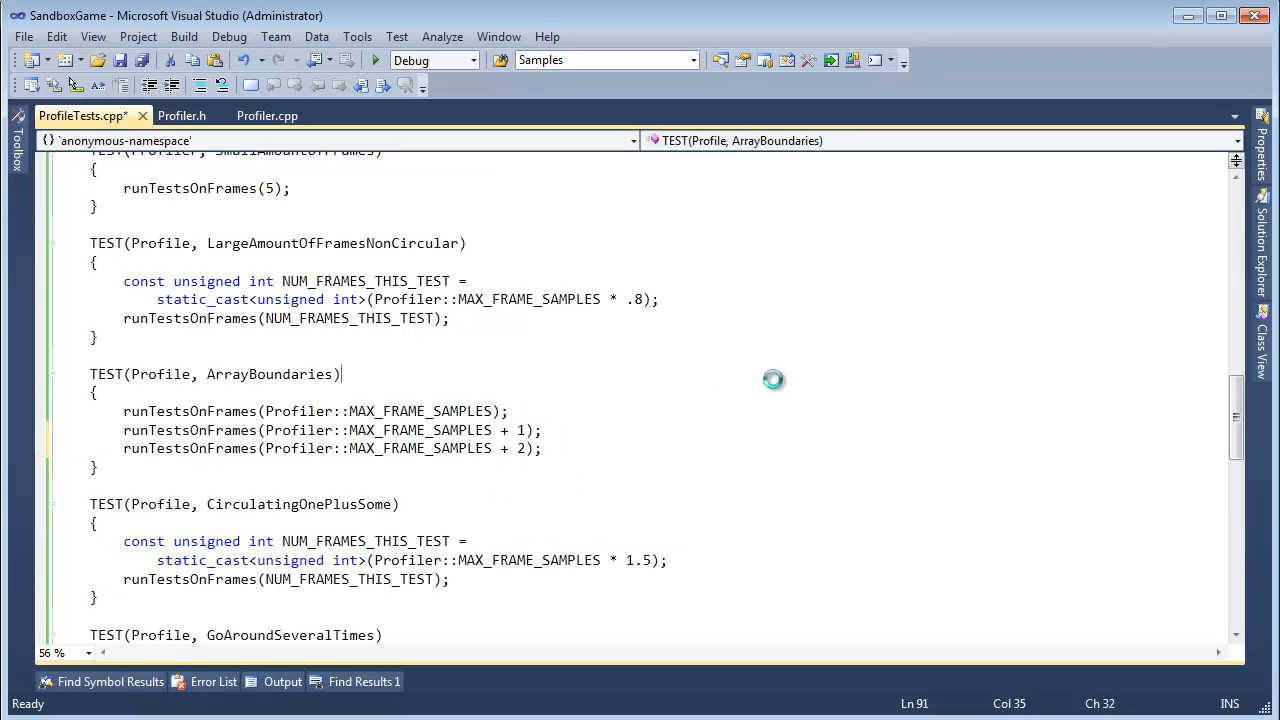 SandboxGame - Microsoft Visual Studio (Administrator)
File Edit View Project Build Debug Team Data Tools Test Analyze Window Help
Debug Samples
ProfileTests.cpp* Profiler.h Profiler.cpp
{} `anonymous-namespace' TEST(Profile, ArrayBoundaries)
TEST(Profiler, SmallAmountOfFrames)
{
runTestsOnFrames(5);
}
TEST(Profile, LargeAmountOfFramesNonCircular)
{
const unsigned int NUM_FRAMES_THIS_TEST =
static_cast<unsigned int>(Profiler::MAX_FRAME_SAMPLES * .8);
runTestsOnFrames(NUM_FRAMES_THIS_TEST);
}
TEST(Profile, ArrayBoundaries)
{
runTestsOnFrames(Profiler::MAX_FRAME_SAMPLES);
runTestsOnFrames(Profiler::MAX_FRAME_SAMPLES + 1);
runTestsOnFrames(Profiler::MAX_FRAME_SAMPLES + 2);
}
TEST(Profile, CirculatingOnePlusSome)
{
const unsigned int NUM_FRAMES_THIS_TEST =
static_cast<unsigned int>(Profiler::MAX_FRAME_SAMPLES * 1.5);
runTestsOnFrames(NUM_FRAMES_THIS_TEST);
}
TEST(Profile, GoAroundSeveralTimes)
56 %
Toolbox
Properties
Solution Explorer
Class View
Find Symbol Results Error List Output Find Results 1
Ready Ln 91 Col 35 Ch 32 INS